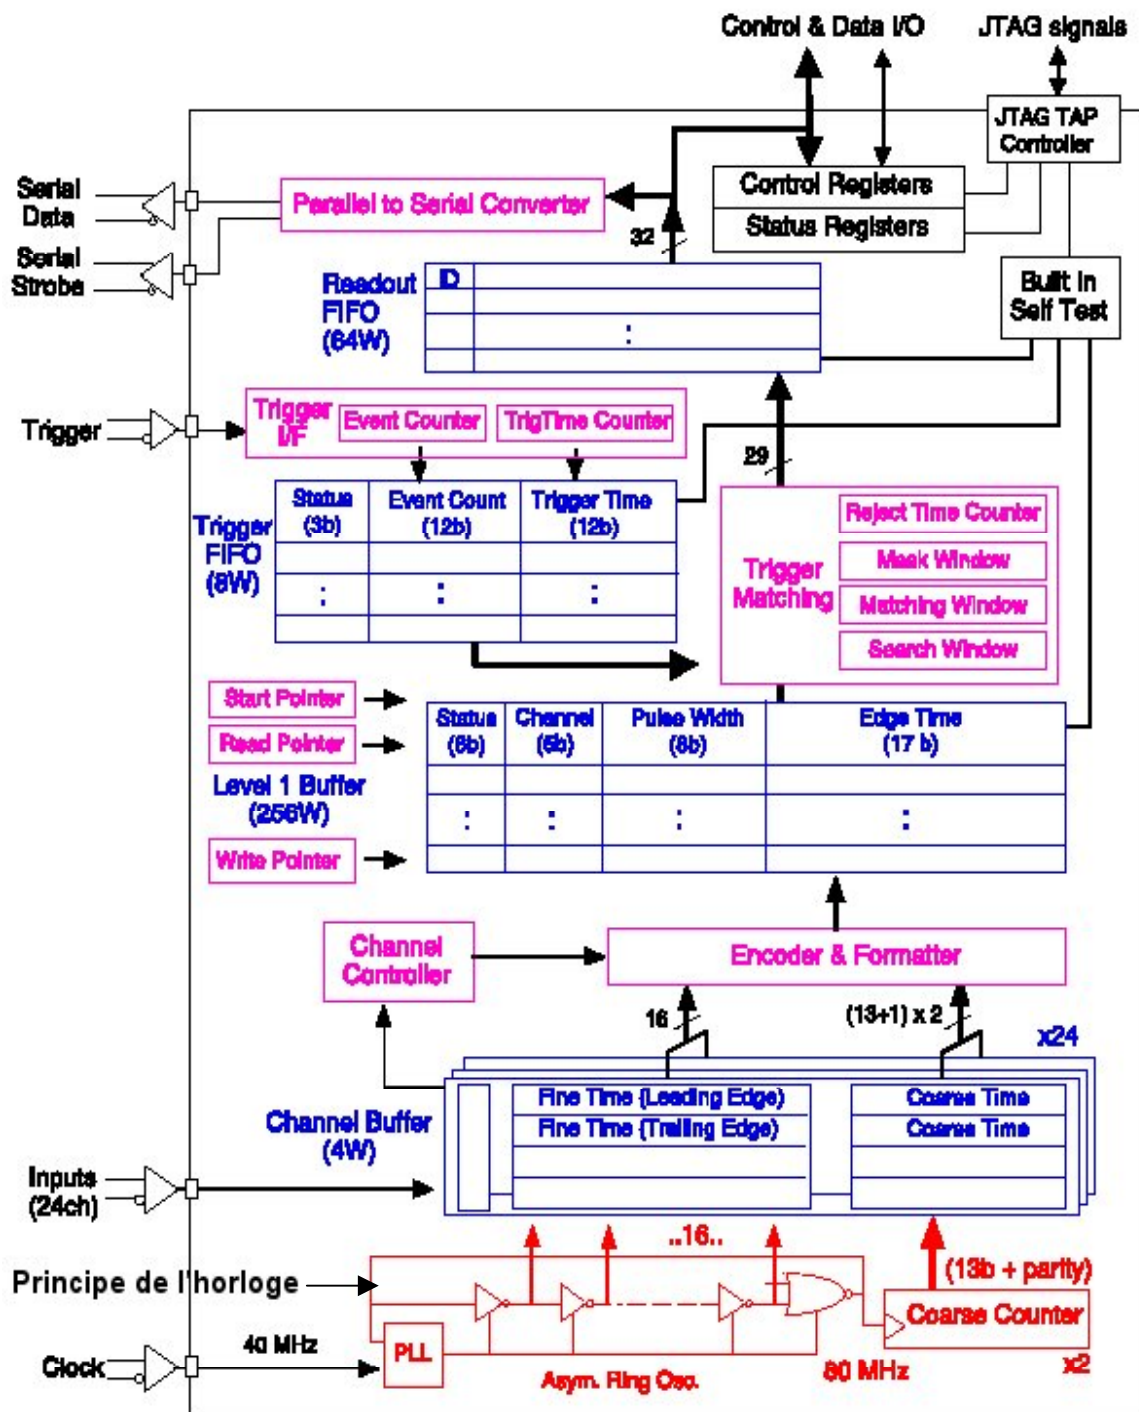 Control & Data I/O
JTAG signals
JTAG TAP
Controller
Serial
Data
Parallel to Serial Converter
Control Registers
Status Registers
Serial
Strobe
32
Readout
FIFO
(64W)
ID
:
Built In
Self Test
Trigger
Trigger
I/F
Event Counter
TrigTime Counter
29
Trigger
FIFO
(8W)
Status
(3b)
Event Count
(12b)
Trigger Time
(12b)
: : :
Trigger
Matching
Reject Time Counter
Mask Window
Matching Window
Search Window
Start Pointer
Read Pointer
Level 1 Buffer
(256W)
Write Pointer
Status
(6b)
Channel
(5b)
Pulse Width
(8b)
Edge Time
(17 b)
: : : :
Channel
Controller
Encoder & Formatter
16
(13+1) x 2
x24
Channel Buffer
(4W)
Fine Time (Leading Edge)
Coarse Time
Fine Time (Trailing Edge)
Coarse Time
Inputs
(24ch)
..16..
Principe de l'horloge
(13b + parity)
Coarse Counter
x2
Clock
40 MHz
PLL
Asym. Ring Osc.
80 MHz